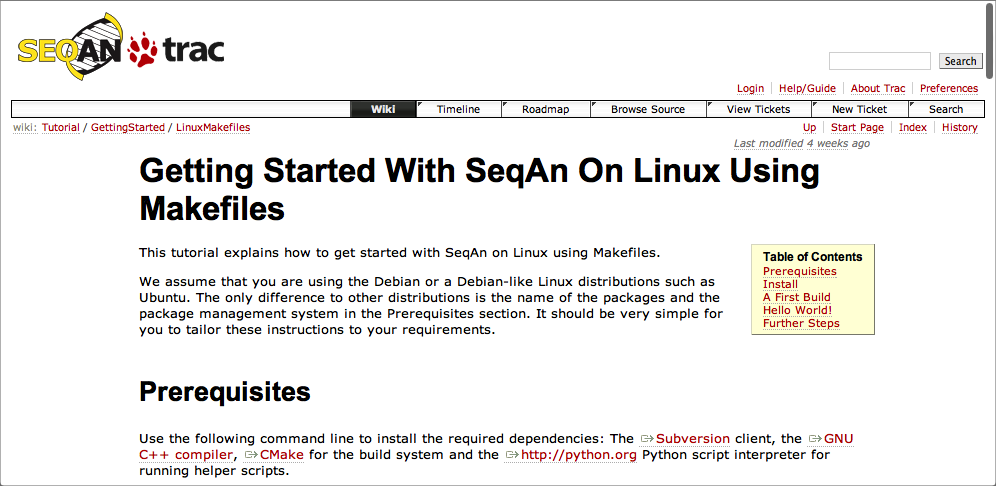 SEQAN trac
Search
Login Help/Guide About Trac Preferences
Wiki Timeline Roadmap Browse Source View Tickets New Ticket Search
wiki: Tutorial / GettingStarted / LinuxMakefiles Up Start Page Index History
Last modified 4 weeks ago
Getting Started With SeqAn On Linux Using
Makefiles
This tutorial explains how to get started with SeqAn on Linux using Makefiles.
We assume that you are using the Debian or a Debian-like Linux distributions such as
Ubuntu. The only difference to other distributions is the name of the packages and the
package management system in the Prerequisites section. It should be very simple for
you to tailor these instructions to your requirements.
Table of Contents
Prerequisites
Install
A First Build
Hello World!
Further Steps
Prerequisites
Use the following command line to install the required dependencies: The Subversion client, the GNU
C++ compiler, CMake for the build system and the http://python.org Python script interpreter for
running helper scripts.